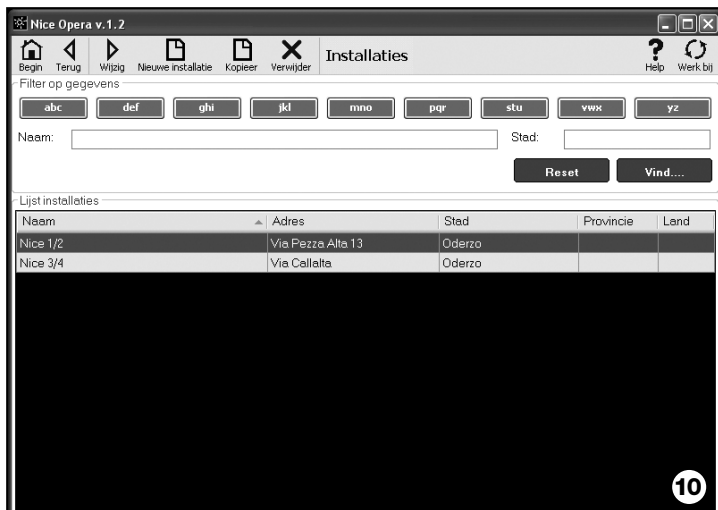 Nice Opera v.1.2
Begin Terug Wijzig Nieuwe installatie Kopieer Verwijder Installaties Help Werk bij
Filter op gegevens
abc def ghi jkl mno pqr stu vwx yz
Naam: Stad:
Reset Vind....
Lijst installaties
Naam Adres Stad Provincie Land
Nice 1/2 Via Pezza Alta 13 Oderzo
Nice 3/4 Via Callalta Oderzo
10